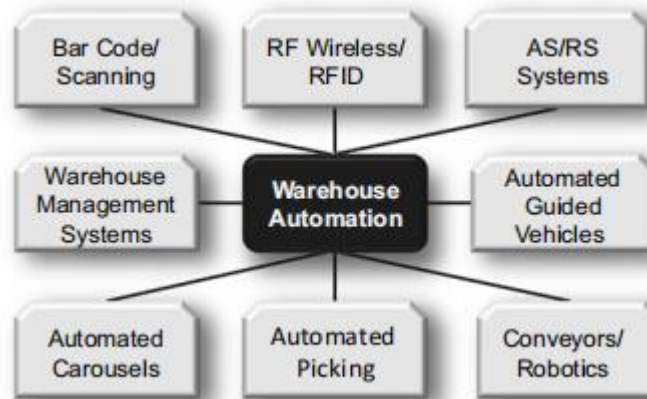 Bar Code/
Scanning
RF Wireless/
RFID
AS/RS
Systems
Warehouse
Management
Systems
Warehouse
Automation
Automated
Guided
Vehicles
Automated
Carousels
Automated
Picking
Conveyors/
Robotics